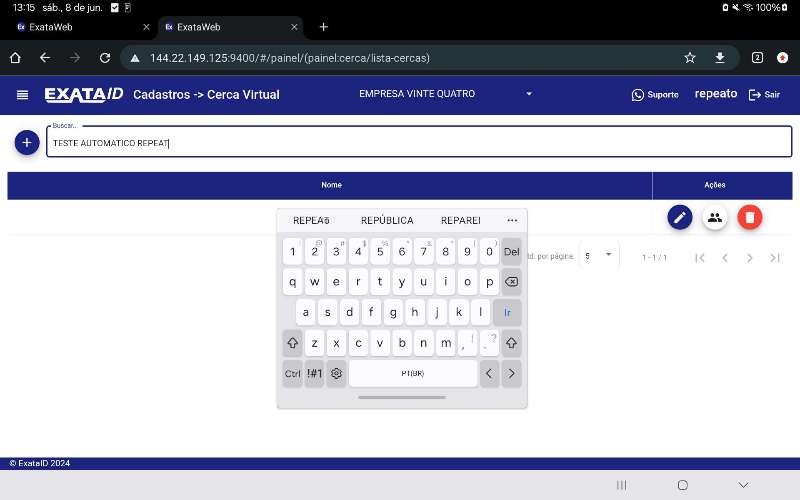 13:15 sáb., 8 de jun.
100%
ExataWeb
ExataWeb
144.22.149.125:9400/#/painel/(painel:cerca/lista-cercas)
2
EXATAID
Cadastros -> Cerca Virtual
EMPRESA VINTE QUATRO
Suporte
repeato
Sair
Buscar...
TESTE AUTOMATICO REPEAT
Nome
Ações
td. por página:
5
1 - 1 / 1
REPÚBLICA
REPAREI
1 2 3 4 5 6 7 8 9 0 Del
q w e r t y u i o p
a s d f g h j k l Ir
z x c v b n m , ! . ?
Ctrl !#1 PT(BR) < >
© ExataID 2024